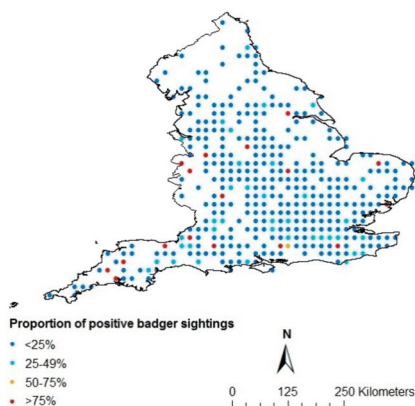 Proportion of positive badger sightings
<25%
25-49%
50-75%
>75%
N
0 125 250 Kilometers